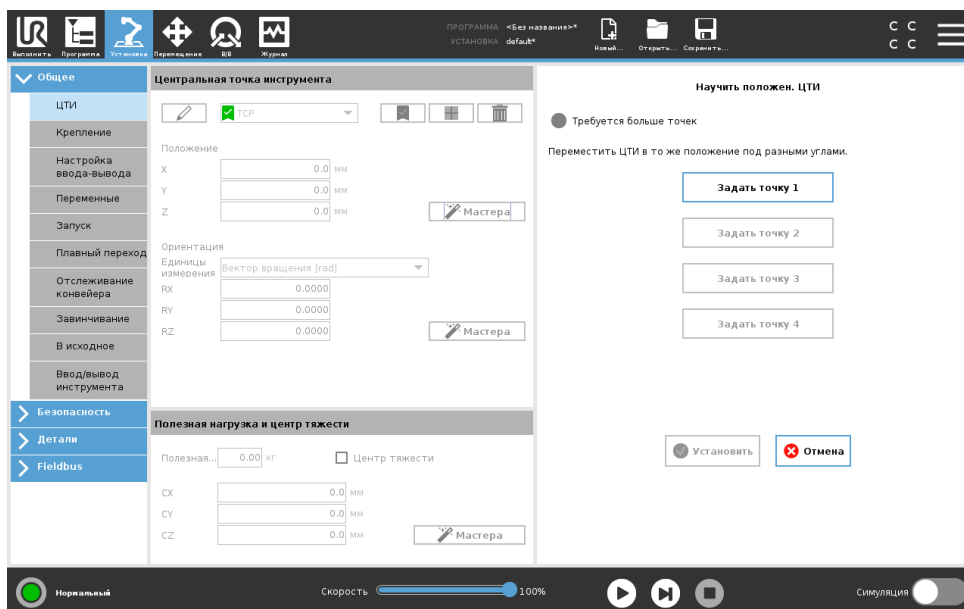 UR
Выполнить Программа Установка Перемещение В/В Журнал
ПРОГРАММА <Без названия>*
УСТАНОВКА default*
Новый... Открыть... Сохранить...
C C
C C
Общее
ЦТИ
Крепление
Настройка
ввода-вывода
Переменные
Запуск
Плавный переход
Отслеживание
конвейера
Завинчивание
В исходное
Ввод/вывод
инструмента
Безопасность
Детали
Fieldbus
Центральная точка инструмента
TCP
Положение
X 0.0 мм
Y 0.0 мм
Z 0.0 мм
Мастера
Ориентация
Единицы
измерения Вектор вращения [rad]
RX 0.0000
RY 0.0000
RZ 0.0000
Мастера
Полезная нагрузка и центр тяжести
Полезная... 0.00 кг Центр тяжести
CX 0.0 мм
CY 0.0 мм
CZ 0.0 мм
Мастера
Научить положен. ЦТИ
Требуется больше точек
Переместить ЦТИ в то же положение под разными углами.
Задать точку 1
Задать точку 2
Задать точку 3
Задать точку 4
Установить Отмена
Нормальный
Скорость 100%
Симуляция